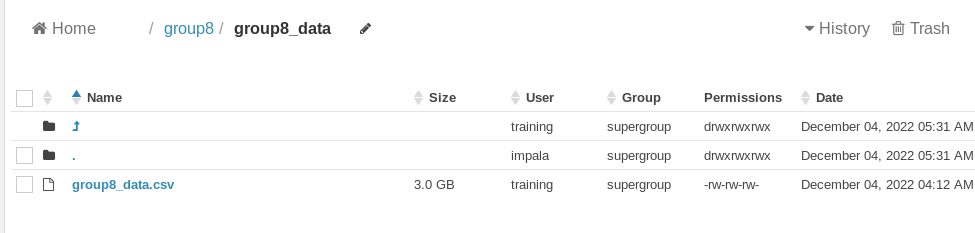 Home / group8 / group8_data History Trash
Name Size User Group Permissions Date
training supergroup drwxrwxrwx December 04, 2022 05:31 AM
. impala supergroup drwxrwxrwx December 04, 2022 05:31 AM
group8_data.csv 3.0 GB training supergroup -rw-rw-rw- December 04, 2022 04:12 AM